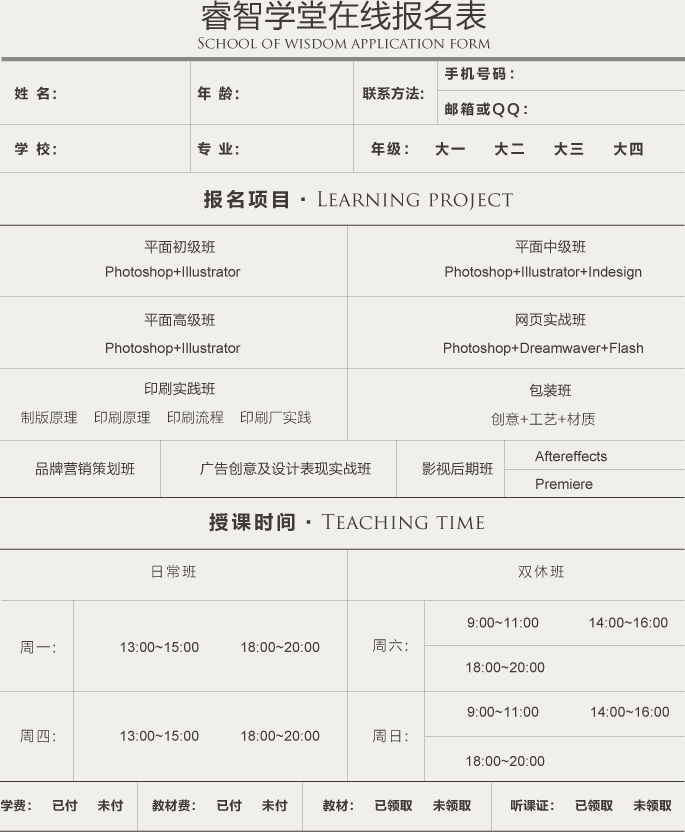 睿智学堂在线报名表
SCHOOL OF WISDOM APPLICATION FORM
姓 名： 年 龄： 联系方法: 手机号码：
邮箱或QQ：
学 校： 专 业： 年级： 大一 大二 大三 大四
报名项目 · LEARNING PROJECT
平面初级班 平面中级班
Photoshop+Illustrator Photoshop+Illustrator+Indesign
平面高级班 网页实战班
Photoshop+Illustrator Photoshop+Dreamwaver+Flash
印刷实践班 包装班
制版原理 印刷原理 印刷流程 印刷厂实践 创意+工艺+材质
品牌营销策划班 广告创意及设计表现实战班 影视后期班 Aftereffects
Premiere
授课时间 · TEACHING TIME
日常班 双休班
周一: 13:00~15:00 18:00~20:00 周六: 9:00~11:00 14:00~16:00
18:00~20:00
周四: 13:00~15:00 18:00~20:00 周日: 9:00~11:00 14:00~16:00
18:00~20:00
学费： 已付 未付 教材费： 已付 未付 教材： 已领取 未领取 听课证： 已领取 未领取